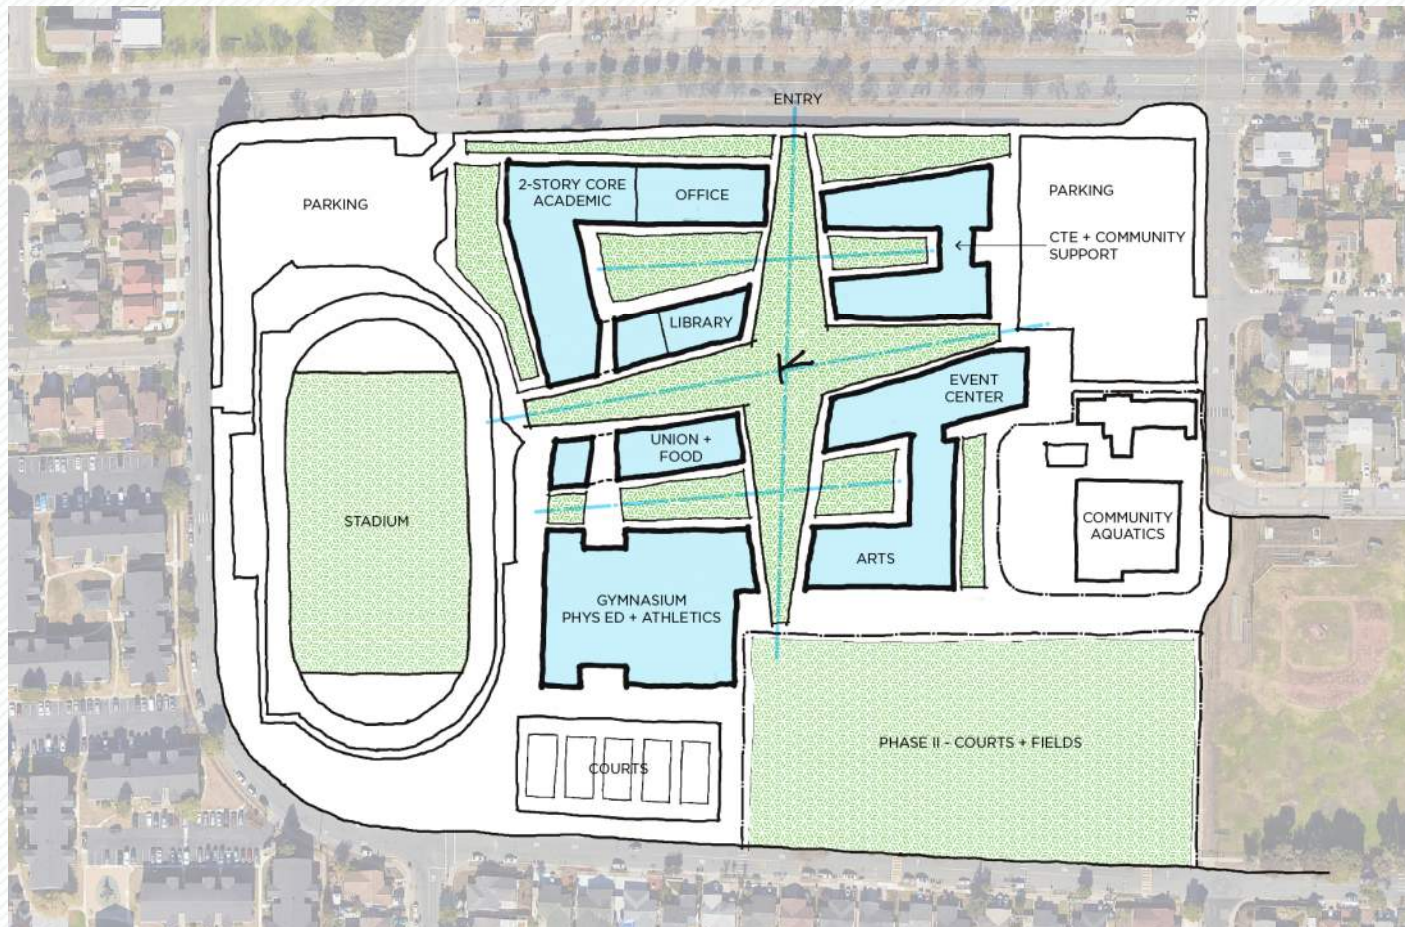 ENTRY
2-STORY CORE
ACADEMIC
OFFICE
PARKING
PARKING
CTE + COMMUNITY
SUPPORT
LIBRARY
EVENT
CENTER
UNION +
FOOD
STADIUM
COMMUNITY
AQUATICS
ARTS
GYMNASIUM
PHYS ED + ATHLETICS
PHASE II - COURTS + FIELDS
COURTS